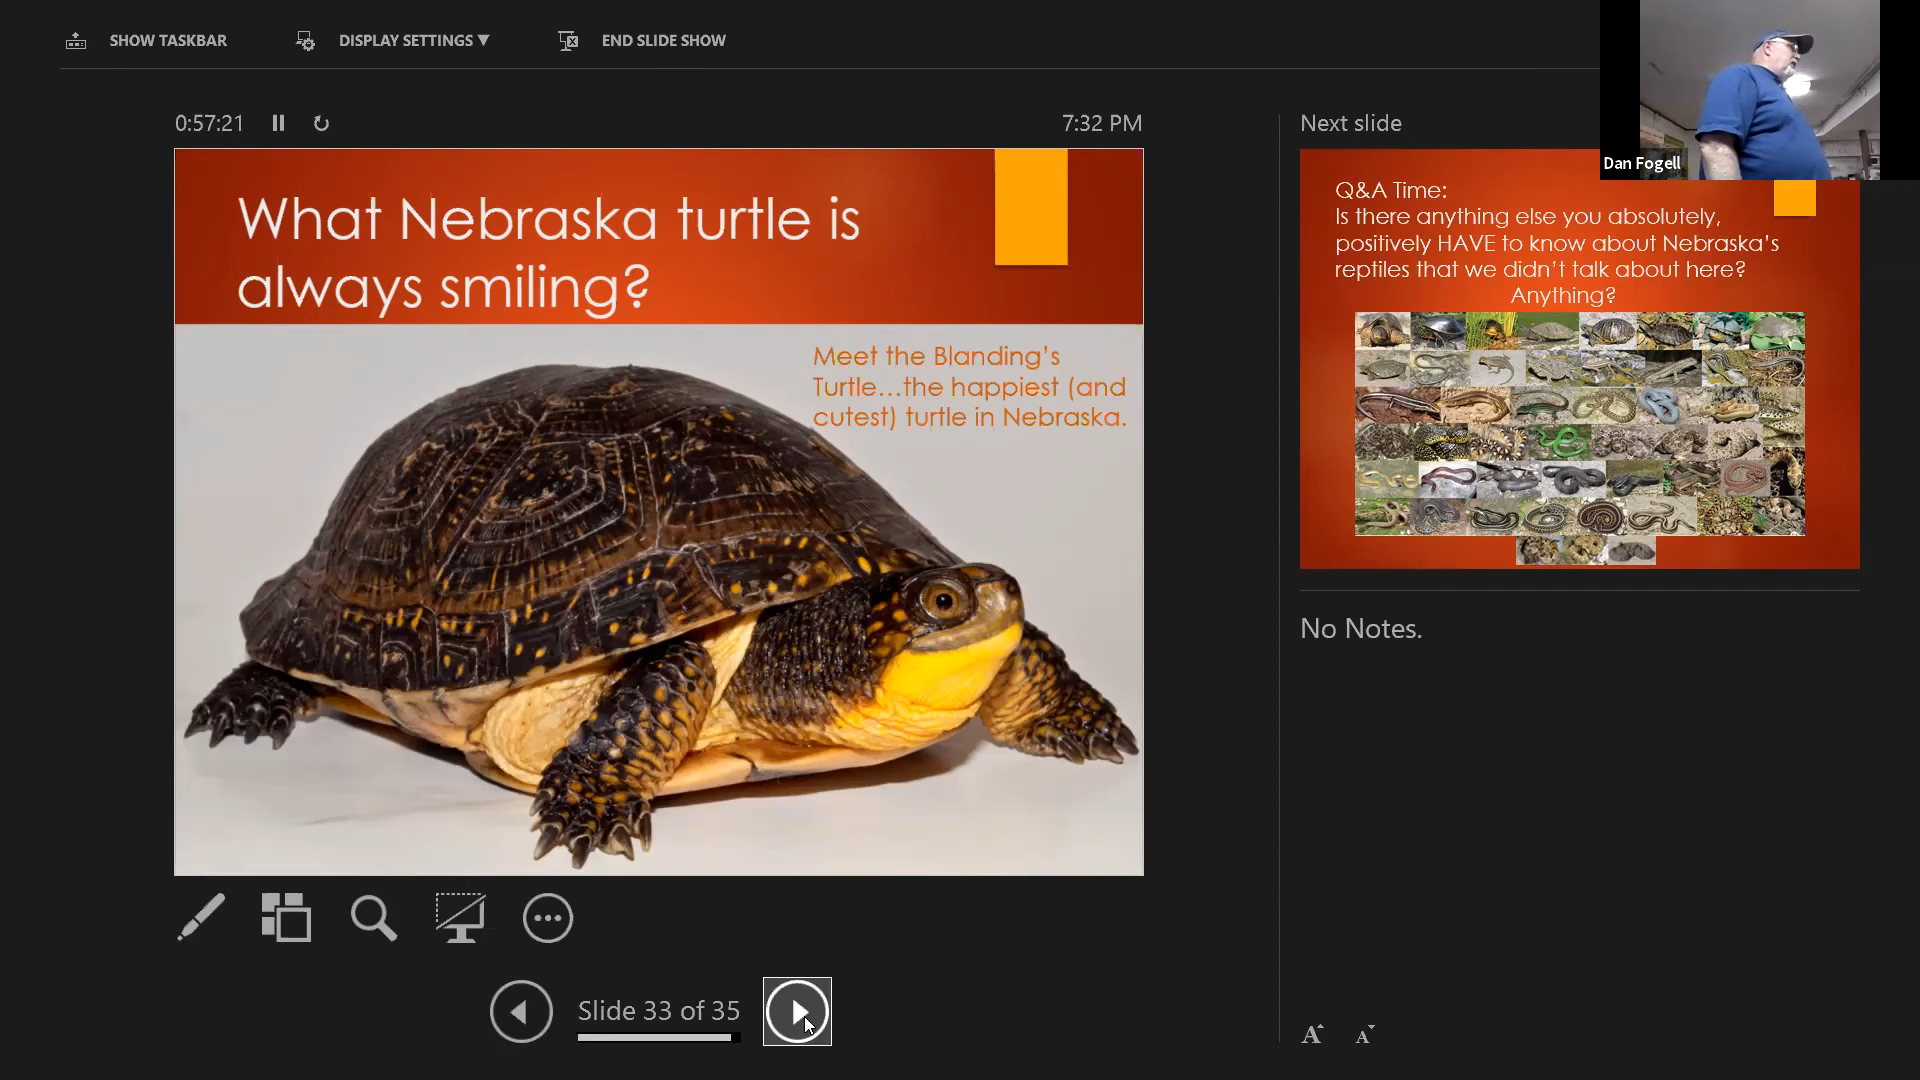 SHOW TASKBAR
DISPLAY SETTINGS ▼
END SLIDE SHOW
0:57:21
7:32 PM
What Nebraska turtle is
always smiling?
Meet the Blanding’s
Turtle...the happiest (and
cutest) turtle in Nebraska.
Slide 33 of 35
Next slide
Dan Fogell
Q&A Time:
Is there anything else you absolutely,
positively HAVE to know about Nebraska’s
reptiles that we didn’t talk about here?
Anything?
No Notes.
A A